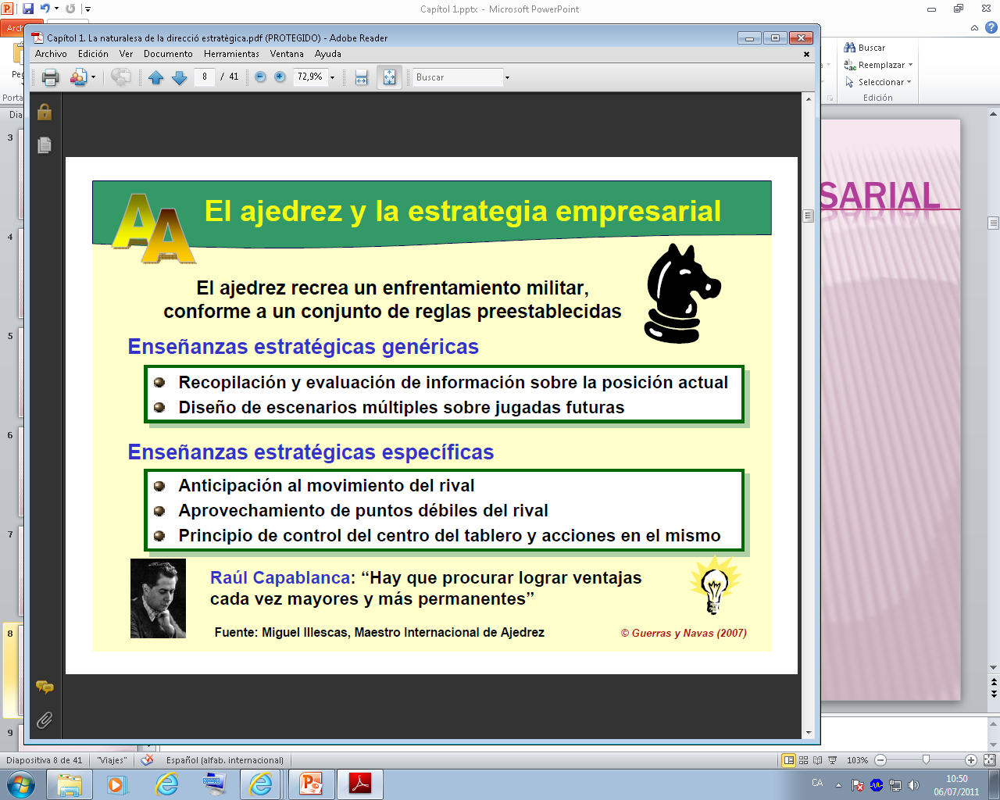 Capítol 1.pptx - Microsoft PowerPoint
Capítol 1. La naturalesa de la direcció estratègica.pdf (PROTEGIDO) - Adobe Reader
Archivo Edición Ver Documento Herramientas Ventana Ayuda
8 / 41 72,9% Buscar
Buscar
Reemplazar
Seleccionar
Edición
Dia
3
4
5
6
7
8
9
SARIAL
AA
El ajedrez y la estrategia empresarial
El ajedrez recrea un enfrentamiento militar,
conforme a un conjunto de reglas preestablecidas
Enseñanzas estratégicas genéricas
Recopilación y evaluación de información sobre la posición actual
Diseño de escenarios múltiples sobre jugadas futuras
Enseñanzas estratégicas específicas
Anticipación al movimiento del rival
Aprovechamiento de puntos débiles del rival
Principio de control del centro del tablero y acciones en el mismo
Raúl Capablanca: “Hay que procurar lograr ventajas
cada vez mayores y más permanentes”
Fuente: Miguel Illescas, Maestro Internacional de Ajedrez
© Guerras y Navas (2007)
Diapositiva 8 de 41 "Viajes" Español (alfab. internacional) 103%
CA 10:50
06/07/2011